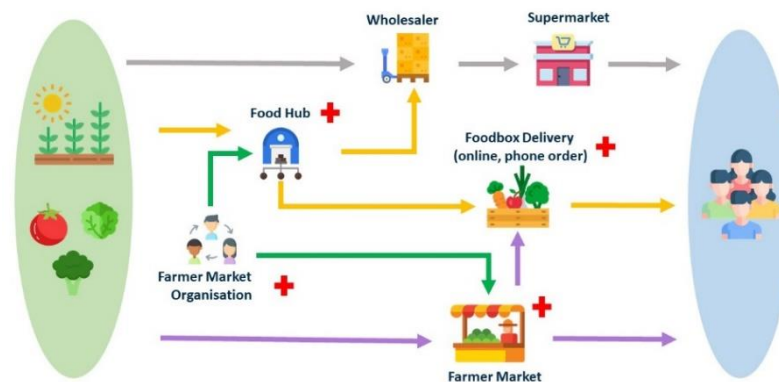 Wholesaler
Supermarket
Food Hub
Foodbox Delivery
(online, phone order)
Farmer Market
Organisation
Farmer Market